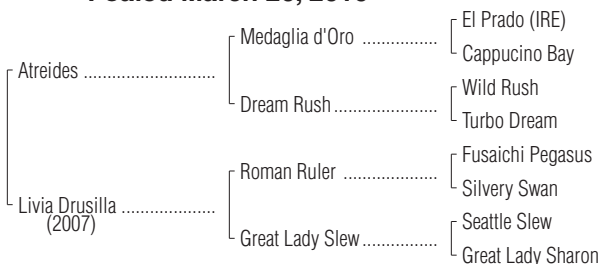 Foaled March
El Prado (IRE)
Medaglia d'Oro ..................
Cappucino Bay
Atreides ...............................
Wild Rush
Dream Rush.........................
Turbo Dream
Fusaichi Pegasus
Roman Ruler ......................
Silvery Swan
Livia Drusilla ......................
(2007)
Seattle Slew
Great Lady Slew..................
Great Lady Sharon